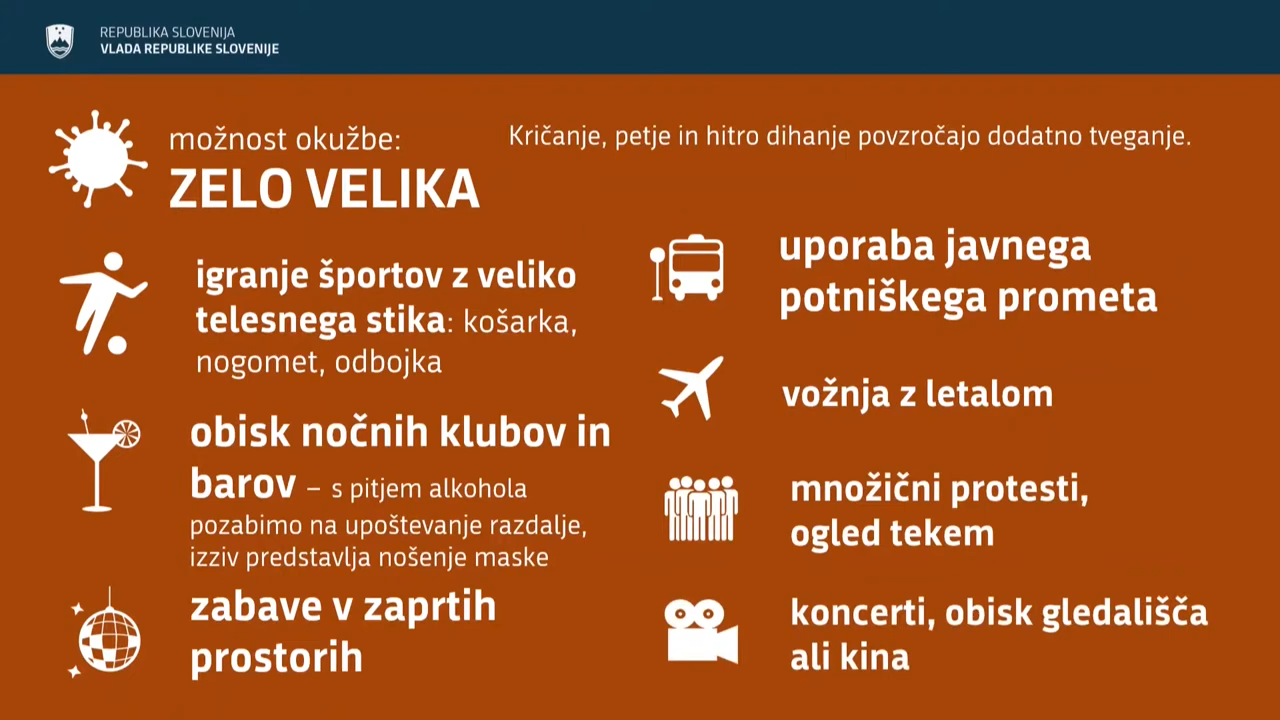 REPUBLIKA SLOVENIJA
VLADA REPUBLIKE SLOVENIJE
možnost okužbe:
ZELO VELIKA
Kričanje, petje in hitro dihanje povzročajo dodatno tveganje.
igranje športov z veliko
telesnega stika: košarka,
nogomet, odbojka
obisk nočnih klubov in
barov – s pitjem alkohola
pozabimo na upoštevanje razdalje,
izziv predstavlja nošenje maske
zabave v zaprtih
prostorih
uporaba javnega
potniškega prometa
vožnja z letalom
množični protesti,
ogled tekem
koncerti, obisk gledališča
ali kina